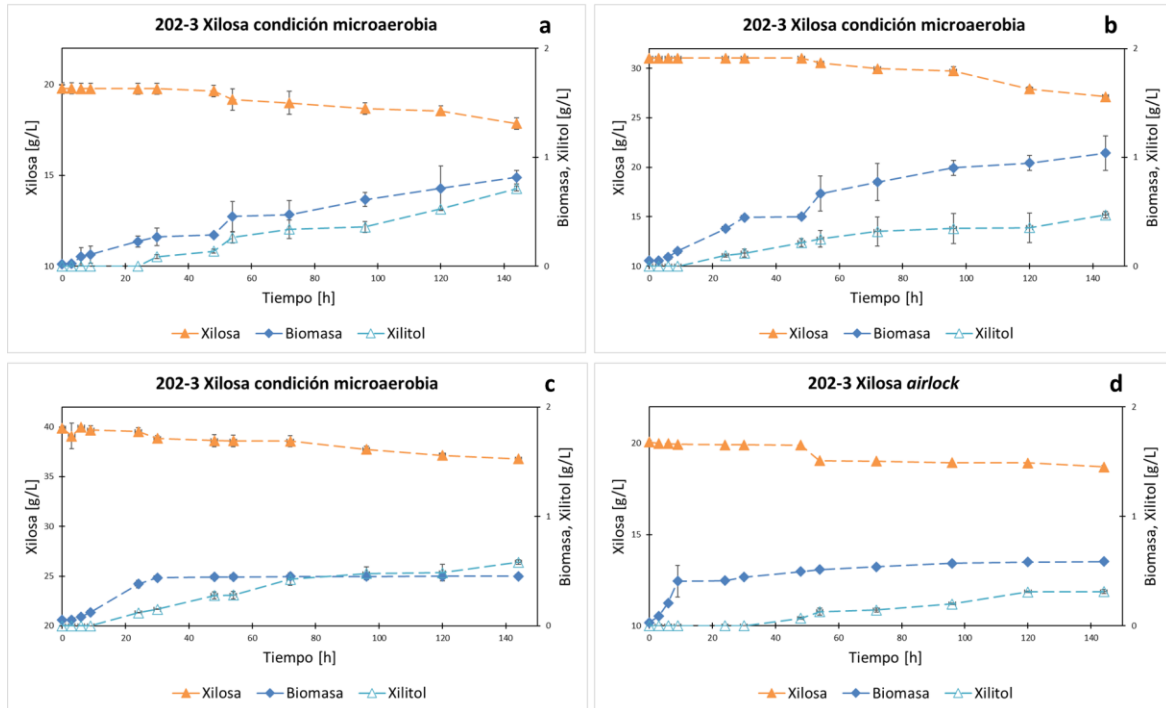 202-3 Xilosa condición microaerobia
a
20
15
10
Xilosa [g/L]
2
1
0
Biomasa, Xilitol [g/L]
0 20 40 60 80 100 120 140
Tiempo [h]
Xilosa Biomasa Xilitol
202-3 Xilosa condición microaerobia
b
30
25
20
15
10
Xilosa [g/L]
2
1
0
Biomasa, Xilitol [g/L]
0 20 40 60 80 100 120 140
Tiempo [h]
Xilosa Biomasa Xilitol
202-3 Xilosa condición microaerobia
c
40
35
30
25
20
Xilosa [g/L]
2
1
0
Biomasa, Xilitol [g/L]
0 20 40 60 80 100 120 140
Tiempo [h]
Xilosa Biomasa Xilitol
202-3 Xilosa airlock
d
20
15
10
Xilosa [g/L]
2
1
0
Biomasa, Xilitol [g/L]
0 20 40 60 80 100 120 140
Tiempo [h]
Xilosa Biomasa Xilitol